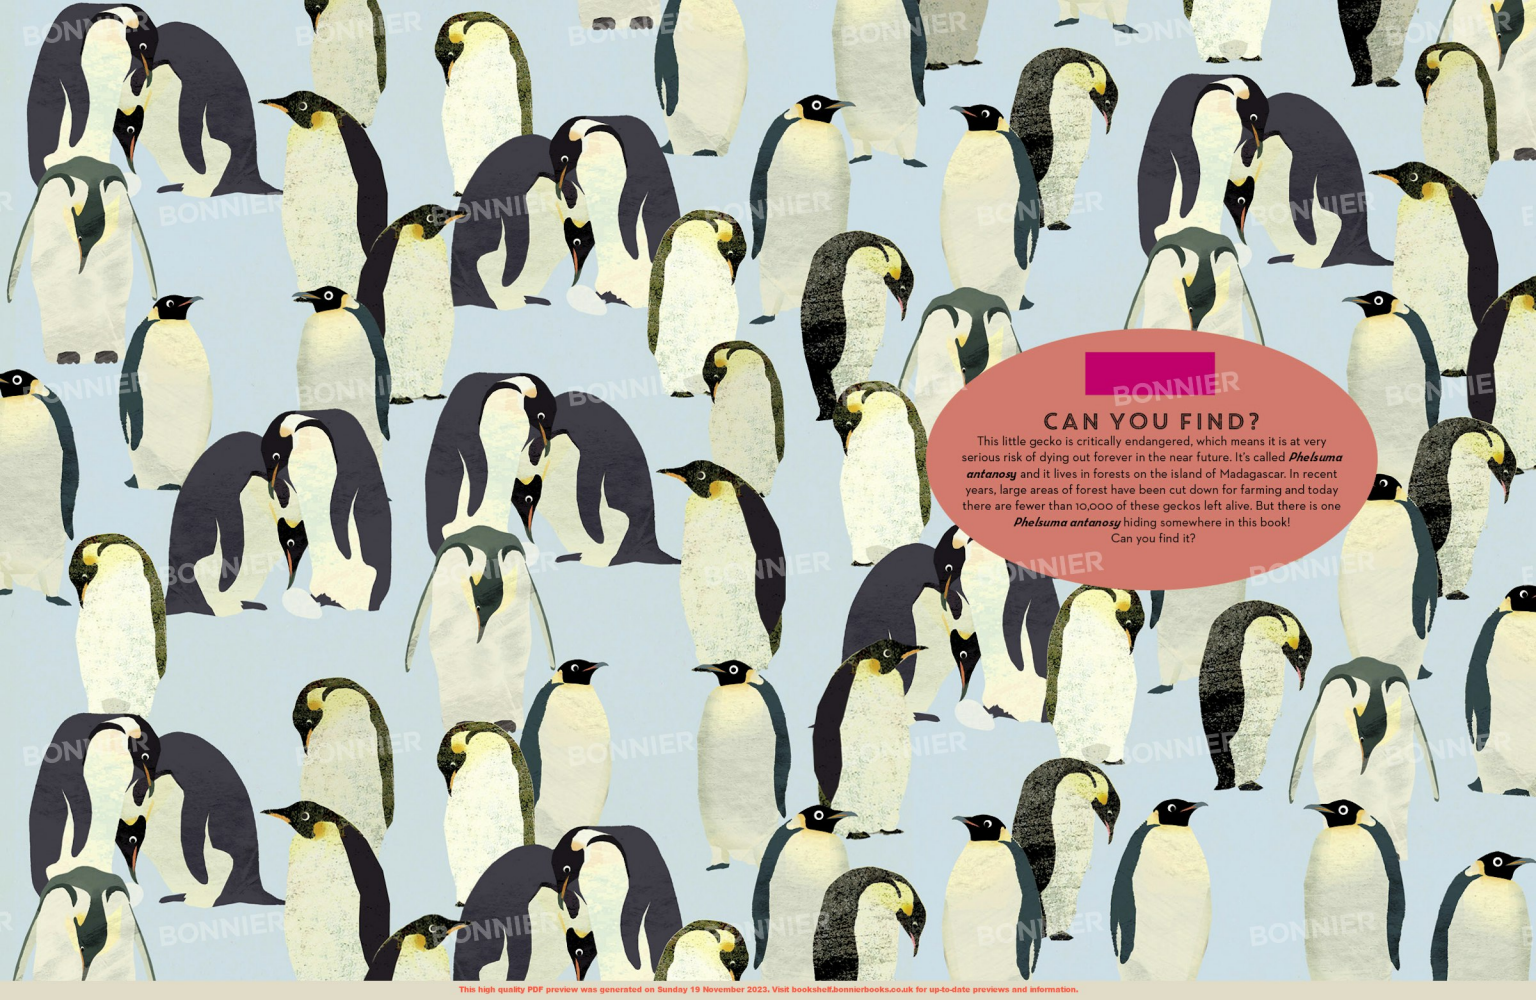 CAN YOU FIND?
This little gecko is critically endangered, which means it is at very
serious risk of dying out forever in the near future. It's called Phelsuma
antanosy and it lives in forests on the island of Madagascar. In recent
years, large areas of forest have been cut down for farming and today
there are fewer than 10,000 of these geckos left alive. But there is one
Phelsuma antanosy hiding somewhere in this book!
Can you find it?
BONNIER
This high quality PDF preview was generated on Sunday 19 November 2023. Visit bookshelf.bonnierbooks.co.uk for up-to-date previews and information.